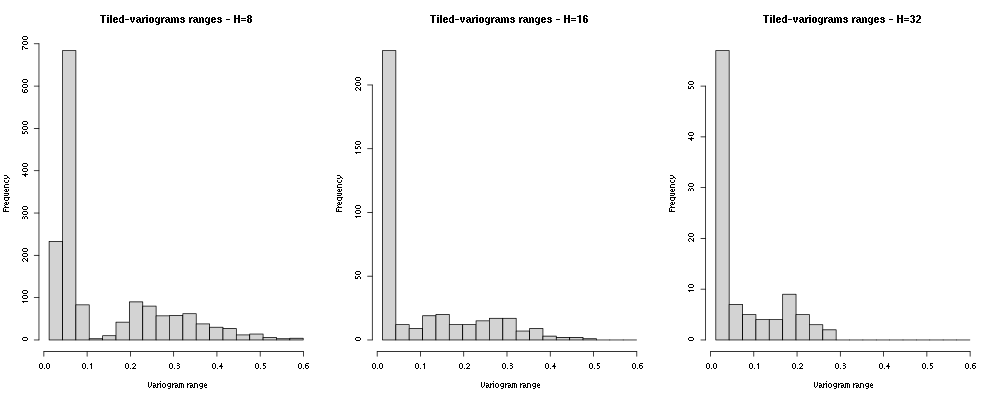 Tiled-variograms ranges - H=8
Frequency
700
600
500
400
300
200
100
0
0.0 0.1 0.2 0.3 0.4 0.5 0.6
Variogram range
Tiled-variograms ranges - H=16
Frequency
200
150
100
50
0
0.0 0.1 0.2 0.3 0.4 0.5 0.6
Variogram range
Tiled-variograms ranges - H=32
Frequency
50
40
30
20
10
0
0.0 0.1 0.2 0.3 0.4 0.5 0.6
Variogram range